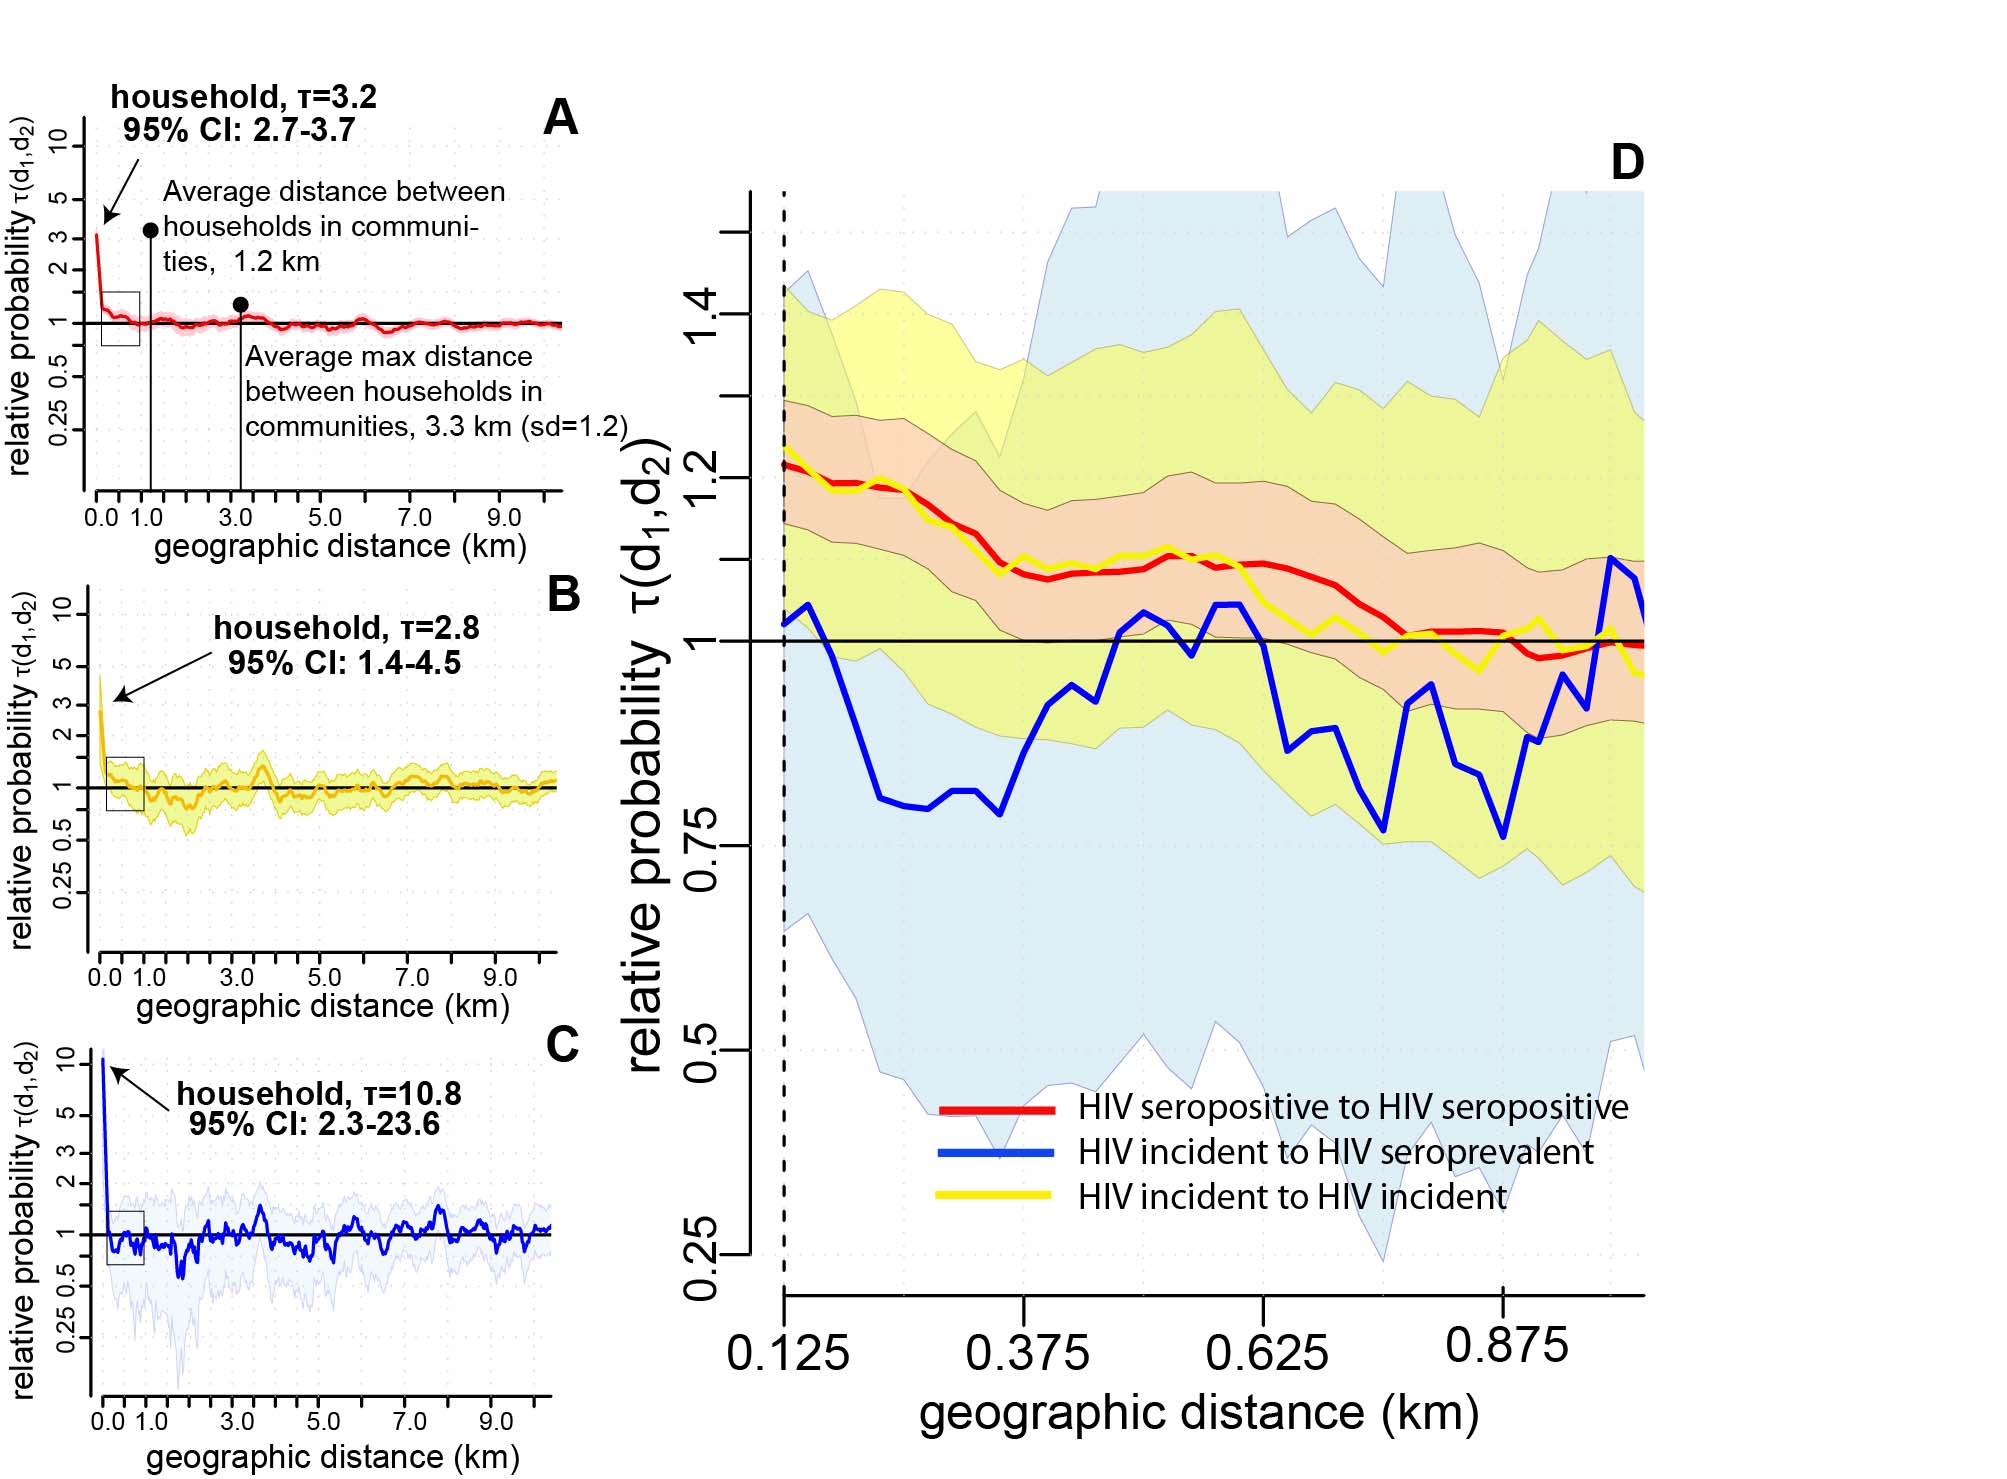 A
household, τ=3.2
95% CI: 2.7-3.7
Average distance between
households in communi-
ties, 1.2 km
Average max distance
between households in
communities, 3.3 km (sd=1.2)
relative probability τ(d1,d2)
10
5
3
2
1
0.5
0.25
0.0 1.0 3.0 5.0 7.0 9.0
geographic distance (km)
B
household, τ=2.8
95% CI: 1.4-4.5
relative probability τ(d1,d2)
10
5
3
2
1
0.5
0.25
0.0 1.0 3.0 5.0 7.0 9.0
geographic distance (km)
C
household, τ=10.8
95% CI: 2.3-23.6
relative probability τ(d1,d2)
10
5
3
2
1
0.5
0.25
0.0 1.0 3.0 5.0 7.0 9.0
geographic distance (km)
D
relative probability τ(d1,d2)
1.4
1.2
1
0.75
0.5
0.25
HIV seropositive to HIV seropositive
HIV incident to HIV seroprevalent
HIV incident to HIV incident
0.125 0.375 0.625 0.875
geographic distance (km)